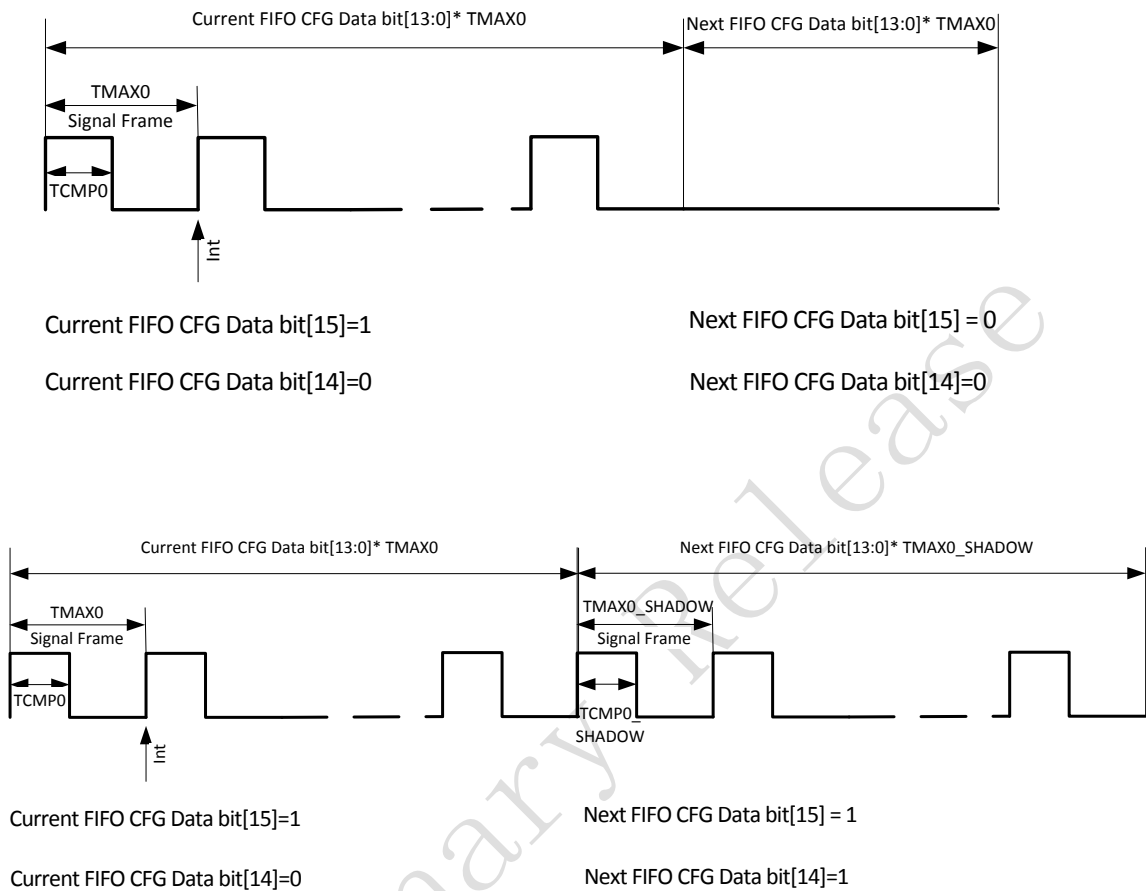 Current FIFO CFG Data bit[13:0]* TMAX0
Next FIFO CFG Data bit[13:0]* TMAX0
TMAX0
Signal Frame
TCMP0
Int
Current FIFO CFG Data bit[15]=1
Next FIFO CFG Data bit[15] = 0
Current FIFO CFG Data bit[14]=0
Next FIFO CFG Data bit[14]=0
Current FIFO CFG Data bit[13:0]* TMAX0
Next FIFO CFG Data bit[13:0]* TMAX0_SHADOW
TMAX0
Signal Frame
TMAX0_SHADOW
Signal Frame
TCMP0
TCMP0_
SHADOW
Int
Current FIFO CFG Data bit[15]=1
Next FIFO CFG Data bit[15] = 1
Current FIFO CFG Data bit[14]=0
Next FIFO CFG Data bit[14]=1
nary Release